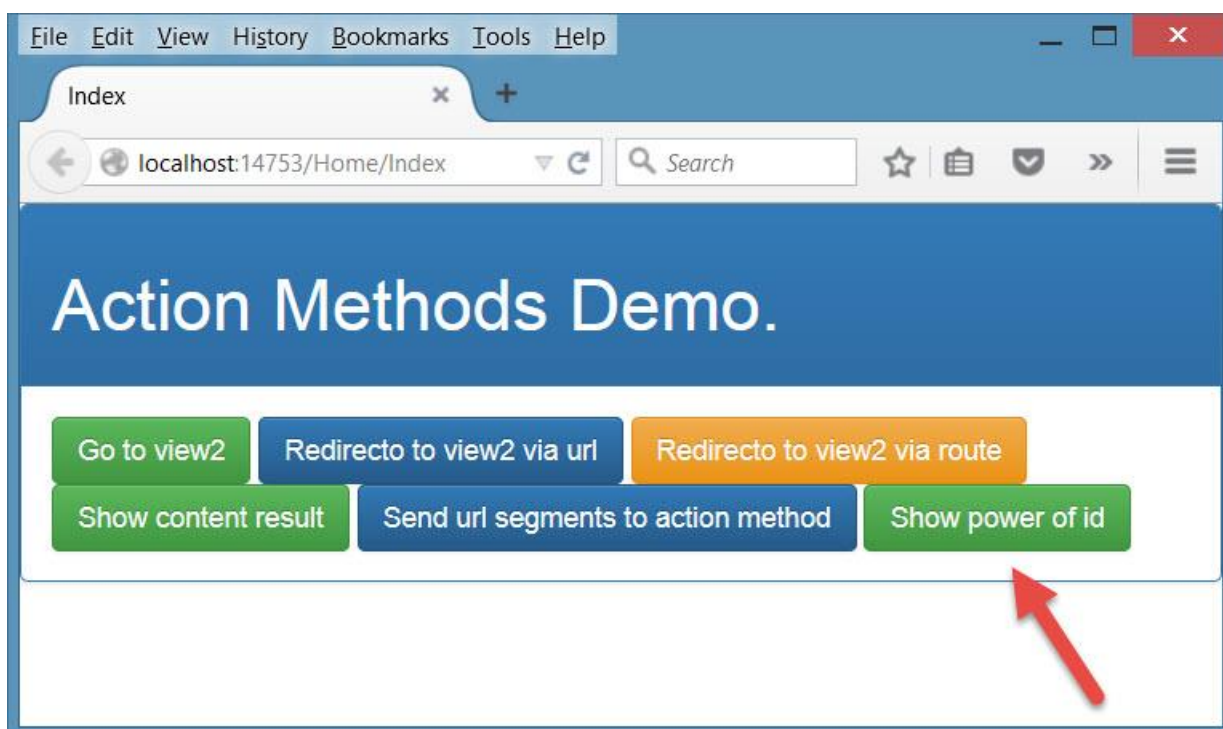 File Edit View History Bookmarks Tools Help
Index
localhost:14753/Home/Index Search
Action Methods Demo.
Go to view2 Redirecto to view2 via url Redirecto to view2 via route
Show content result Send url segments to action method Show power of id